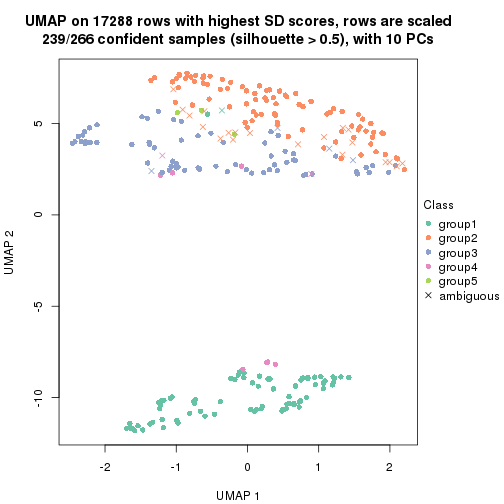 UMAP on 17288 rows with highest SD scores, rows are scaled
239/266 confident samples (silhouette > 0.5), with 10 PCs
5
0
-5
-10
UMAP 2
-2
-1
0
1
2
UMAP 1
Class
group1
group2
group3
group4
group5
ambiguous